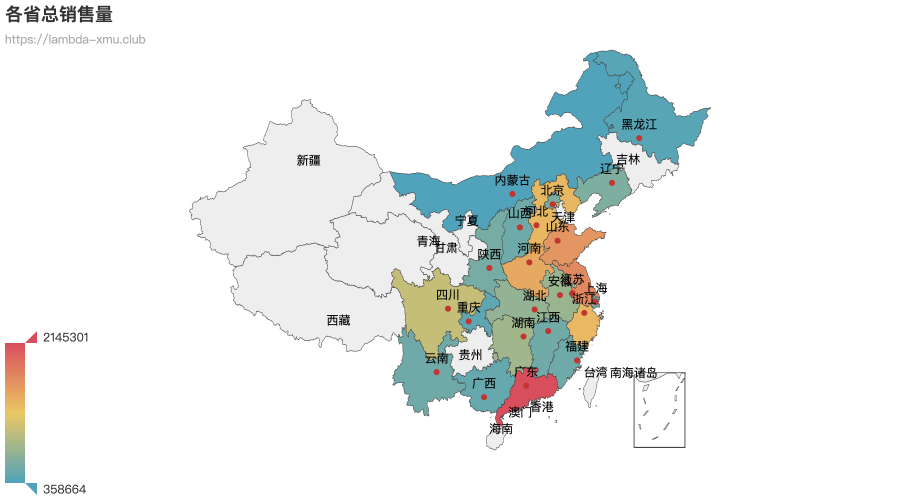 各省总销售量
https://lambda-xmu.club
黑龙江
新疆
吉林
辽宁
内蒙古
北京
宁夏
山西
河北
天津
山东
青海
甘肃
河南
陕西
安徽
江苏
上海
四川
湖北
浙江
重庆
湖南
江西
西藏
福建
贵州
云南
广东
台湾
南海诸岛
广西
香港
澳门
海南
2145301
358664